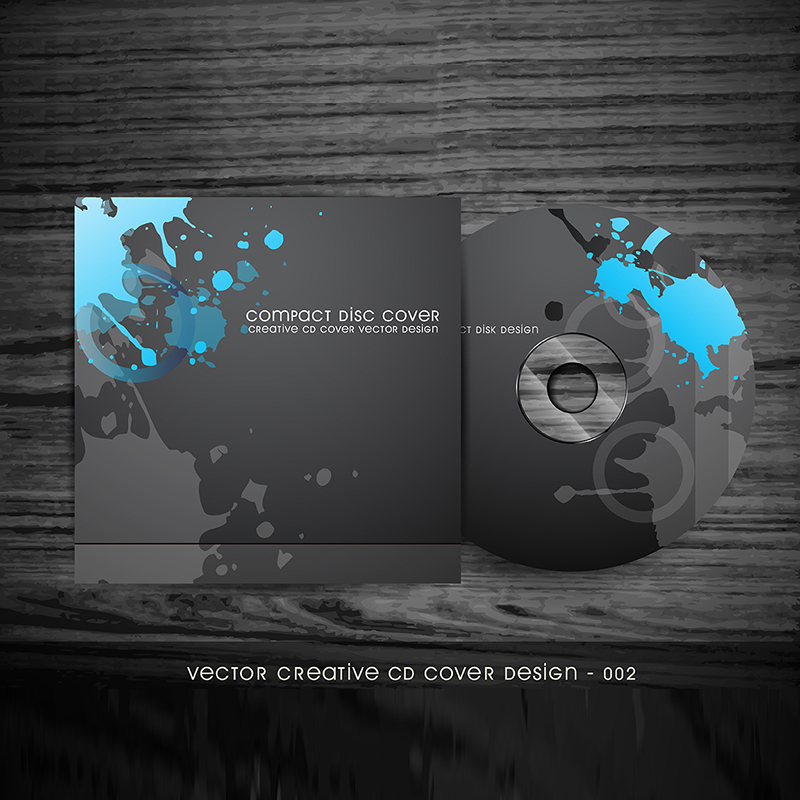 COMPACT DISC COVER
CREATIVE CD COVER VECTOR DESIGN
CT DISK DESIGN
VECTOR CREATIVE CD COVER DESIGN - 002